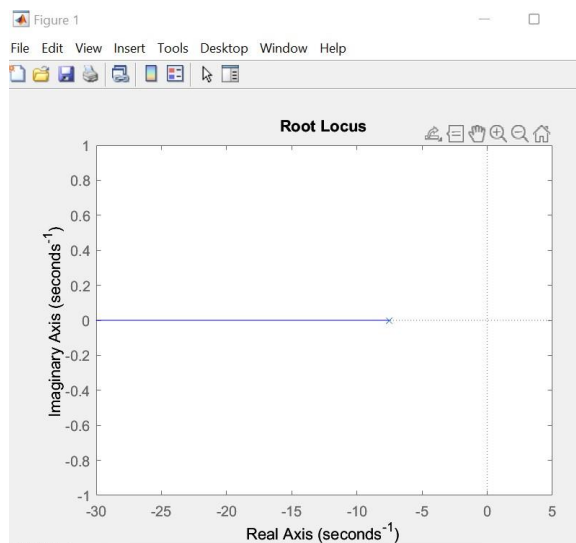 Figure 1
File Edit View Insert Tools Desktop Window Help
Root Locus
1
0.8
0.6
0.4
0.2
0
-0.2
-0.4
-0.6
-0.8
-1
Imaginary Axis (seconds-1)
-30 -25 -20 -15 -10 -5 0 5
Real Axis (seconds-1)